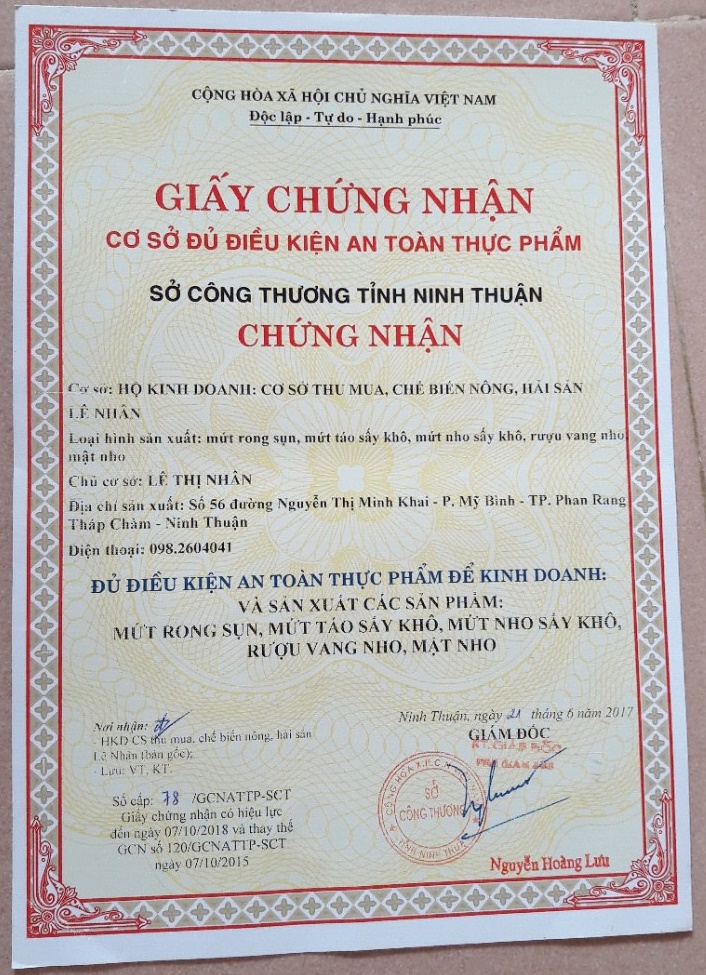 CỘNG HÒA XÃ HỘI CHỦ NGHĨA VIỆT NAM
Độc lập - Tự do - Hạnh phúc
GIẤY CHỨNG NHẬN
CƠ SỞ ĐỦ ĐIỀU KIỆN AN TOÀN THỰC PHẨM
SỞ CÔNG THƯƠNG TỈNH NINH THUẬN
CHỨNG NHẬN
Cơ sở: HỘ KINH DOANH: CƠ SỞ THU MUA, CHẾ BIẾN NÔNG, HẢI SẢN
LÊ NHÂN
Loại hình sản xuất: mứt rong sụn, mứt táo sấy khô, mứt nho sấy khô, rượu vang nho,
mật nho
Chủ cơ sở: LÊ THỊ NHÂN
Địa chỉ sản xuất: Số 56 đường Nguyễn Thị Minh Khai - P. Mỹ Bình - TP. Phan Rang
Tháp Chàm - Ninh Thuận
Điện thoại: 098.2604041
ĐỦ ĐIỀU KIỆN AN TOÀN THỰC PHẨM ĐỂ KINH DOANH:
VÀ SẢN XUẤT CÁC SẢN PHẨM:
MỨT RONG SỤN, MỨT TÁO SẤY KHÔ, MỨT NHO SẤY KHÔ,
RƯỢU VANG NHO, MẬT NHO
Ninh Thuận, ngày 21 tháng 6 năm 2017
GIÁM ĐỐC
KT. GIÁM ĐỐC
PHÓ GIÁM ĐỐC
SỞ
CÔNG THƯƠNG
TỈNH NINH THUẬN
Nguyễn Hoàng Lưu
Nơi nhận:
- HKD CS thu mua, chế biến nông, hải sản
Lê Nhân (bản gốc);
- Lưu: VT, KT.
Số cấp: 78 /GCNATTP-SCT
Giấy chứng nhận có hiệu lực
đến ngày 07/10/2018 và thay thế
GCN số 120/GCNATTP-SCT
ngày 07/10/2015